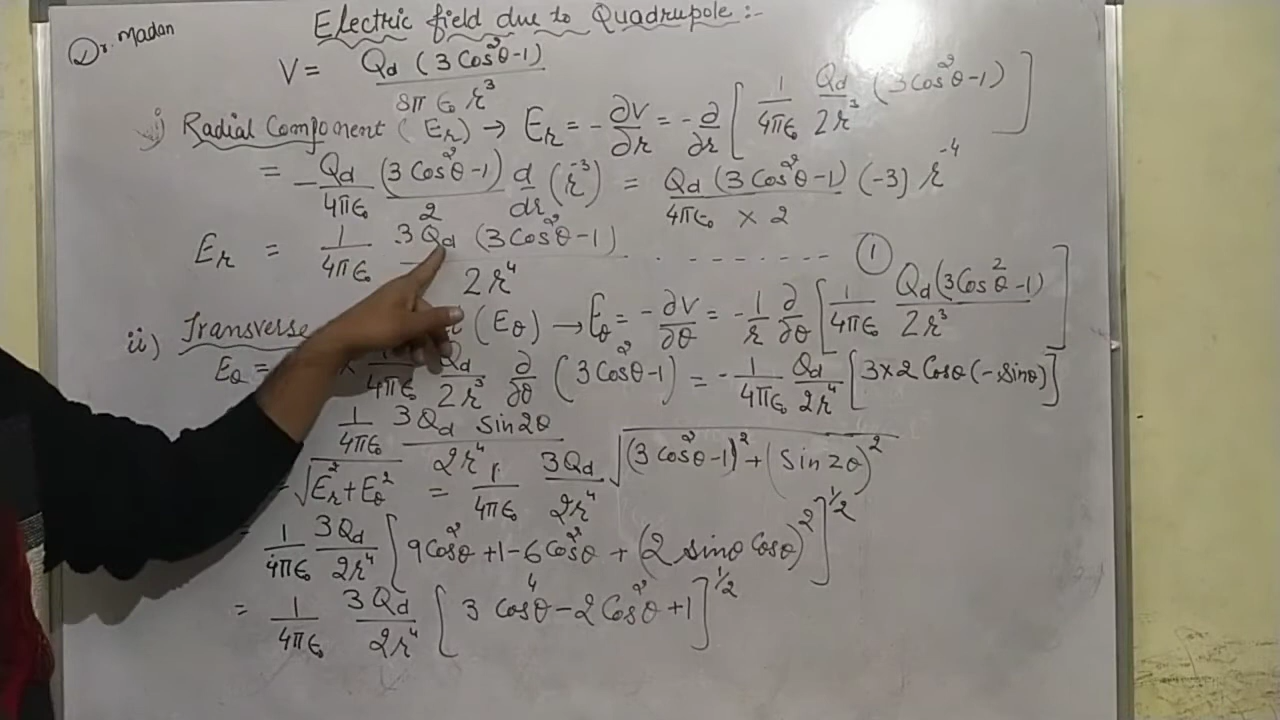 Dr. Madan
Electric field due to Quadrupole :-
V = Qd (3 Cos²θ-1) / 8π ϵ₀ r³
i) Radial Component (Er) → Er = -∂V/∂r = -∂/∂r [ 1/4πϵ₀ Qd/2r³ (3cos²θ-1) ]
= -Qd/4πϵ₀ (3 Cos²θ-1)/2 d/dr (r⁻³) = Qd (3 Cos²θ-1)/4πϵ₀ × 2 (-3) r⁻⁴
Er = 1/4πϵ₀ 3Qd (3 Cos²θ-1)/2r⁴ ........ ①
ii) Transverse (Eθ) → Eθ = -∂V/∂θ = -1/r ∂/∂θ [ 1/4πϵ₀ Qd(3Cos²θ-1)/2r³ ]
Eθ = × 1/4πϵ₀ Qd/2r³ ∂/∂θ (3 Cos²θ-1) = -1/4πϵ₀ Qd/2r⁴ [3×2 Cosθ (-sinθ)]
1/4πϵ₀ 3Qd sin2θ/2r⁴
= √Er²+Eθ² = 1/4πϵ₀ 3Qd/2r⁴ √(3 cos²θ-1)²+(sin2θ)²
= 1/4πϵ₀ 3Qd/2r⁴ [9Cos²θ+1-6Cos²θ + (2 sinθ Cosθ)²]^1/2
= 1/4πϵ₀ 3Qd/2r⁴ [3 cos⁴θ-2Cos²θ+1]^1/2